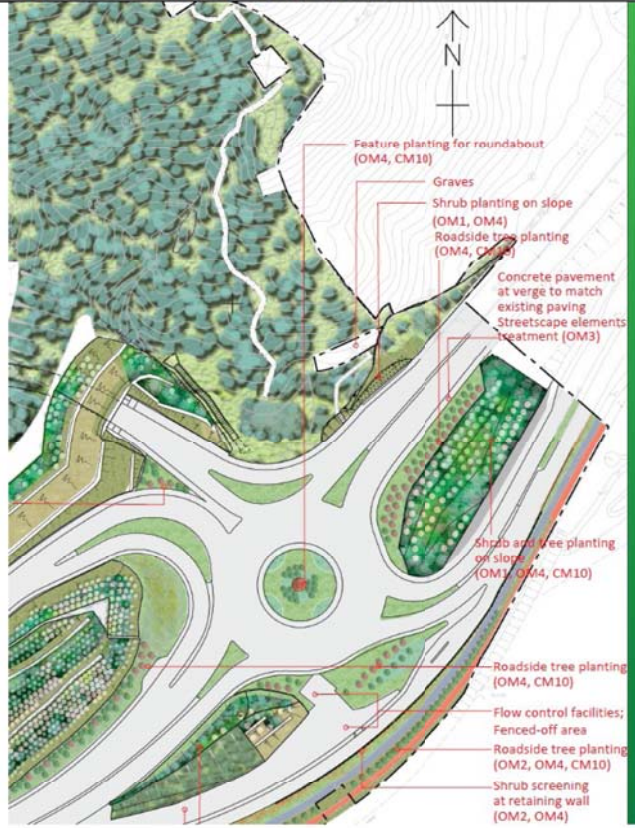 N
Feature planting for roundabout
(OM4, CM10)
Graves
Shrub planting on slope
(OM1, OM4)
Roadside tree planting
(OM4, CM10)
Concrete pavement
at verge to match
existing paving
Streetscape elements
treatment (OM3)
Shrub and tree planting
on slope
(OM1, OM4, CM10)
Roadside tree planting
(OM4, CM10)
Flow control facilities;
Fenced-off area
Roadside tree planting
(OM2, OM4, CM10)
Shrub screening
at retaining wall
(OM2, OM4)